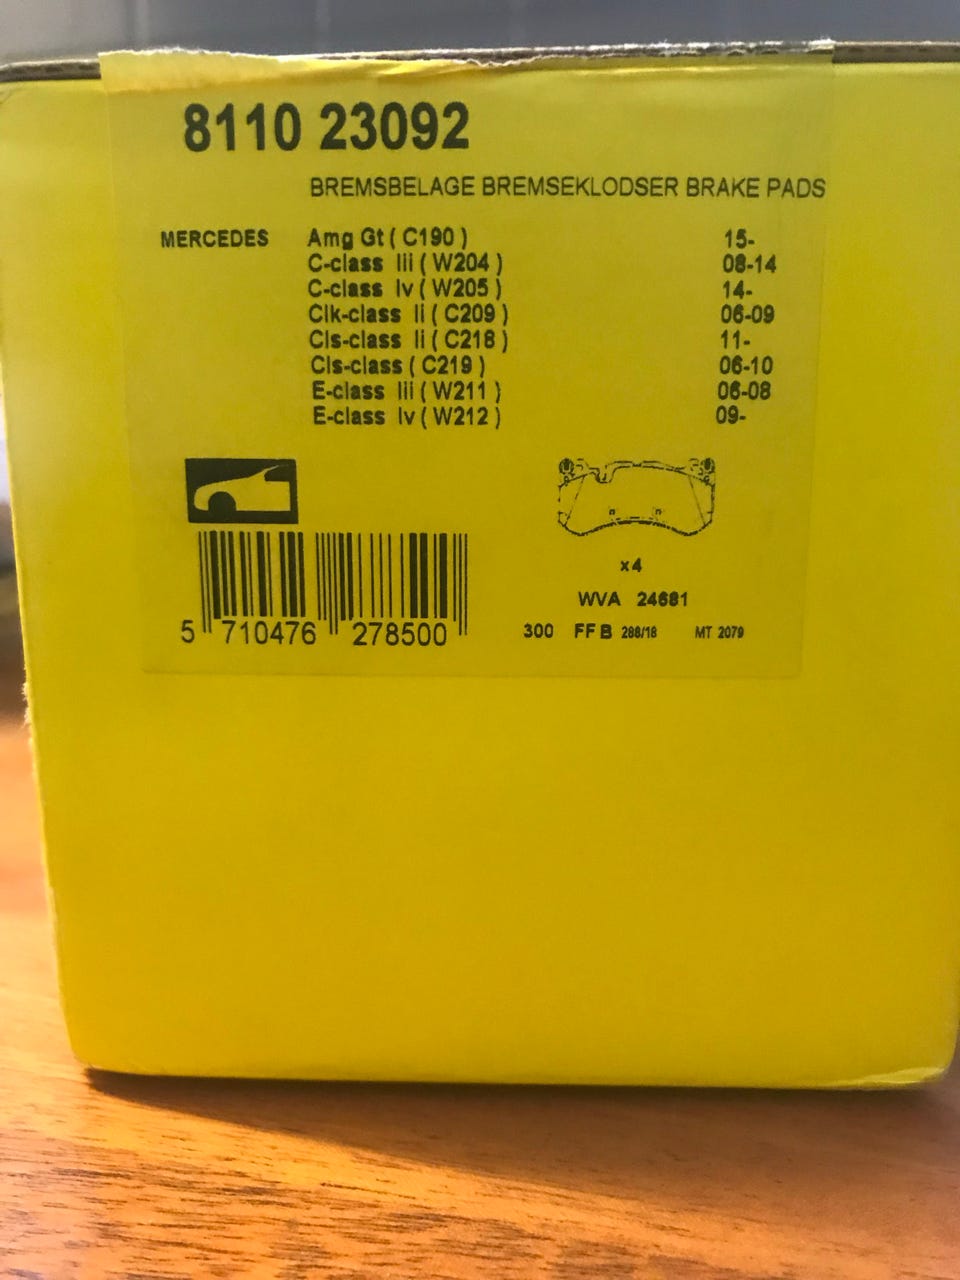 8110 23092
BREMSBELAGE BREMSEKLODSER BRAKE PADS
MERCEDES Amg Gt ( C190 ) 15-
C-class Iii ( W204 ) 08-14
C-class Iv ( W205 ) 14-
Clk-class Ii ( C209 ) 06-09
Cls-class Ii ( C218 ) 11-
Cls-class ( C219 ) 06-10
E-class Iii ( W211 ) 06-08
E-class Iv ( W212 ) 09-
x4
WVA 24681
5 710476 278500
300 FF B 288/18 MT 2079